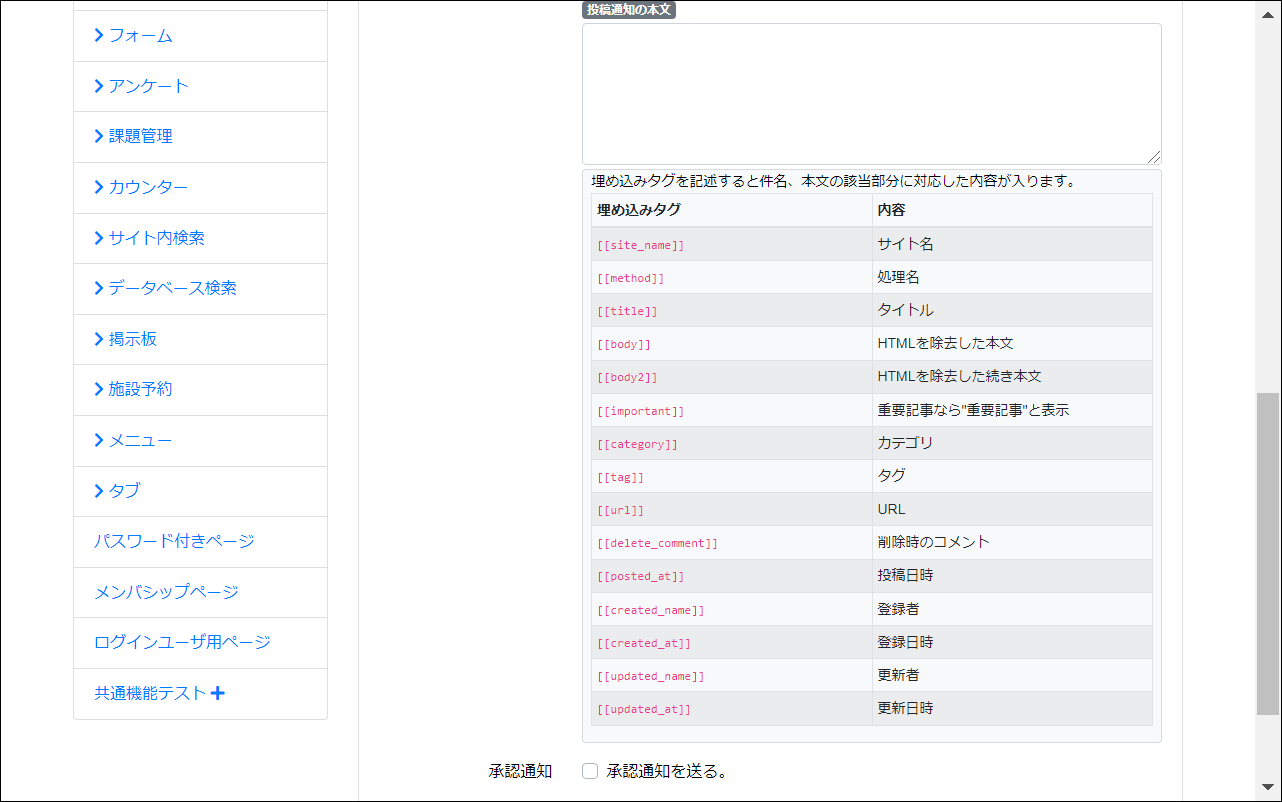 フォーム
アンケート
課題管理
カウンター
サイト内検索
データベース検索
掲示板
施設予約
メニュー
タブ
パスワード付きページ
メンバシップページ
ログインユーザ用ページ
共通機能テスト
投稿通知の本文
埋め込みタグを記述すると件名、本文の該当部分に対応した内容が入ります。
埋め込みタグ 内容
[[site_name]] サイト名
[[method]] 処理名
[[title]] タイトル
[[body]] HTMLを除去した本文
[[body2]] HTMLを除去した続き本文
[[important]] 重要記事なら"重要記事"と表示
[[category]] カテゴリ
[[tag]] タグ
[[url]] URL
[[delete_comment]] 削除時のコメント
[[posted_at]] 投稿日時
[[created_name]] 登録者
[[created_at]] 登録日時
[[updated_name]] 更新者
[[updated_at]] 更新日時
承認通知 承認通知を送る。